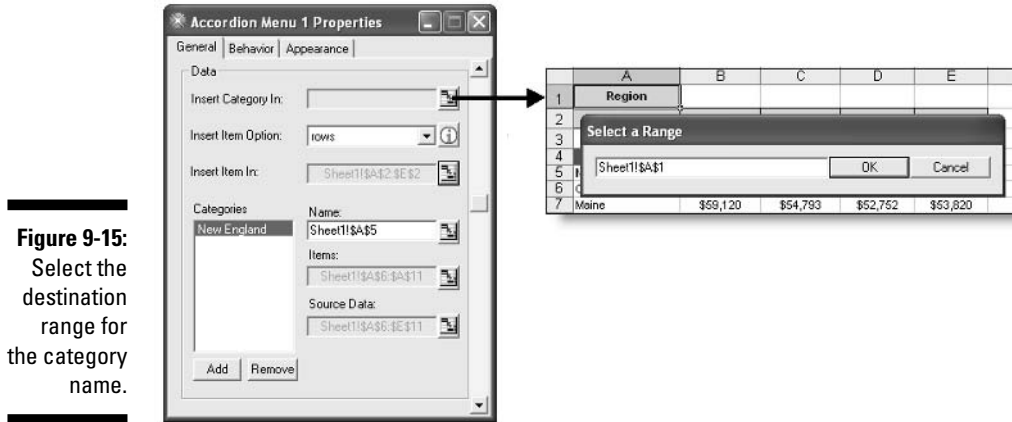 Accordion Menu 1 Properties
General Behavior Appearance
Data
Insert Category In:
Insert Item Option: rows
Insert Item In: Sheet1!$A$2:$E$2
Categories
New England
Name:
Sheet1!$A$5
Items:
Sheet1!$A$6:$A$11
Source Data:
Sheet1!$A$6:$E$11
Add Remove
A B C D E
1 Region
2
3
4
5
6
7 Maine $59,120 $54,793 $52,752 $53,820
Select a Range
Sheet1!$A$1 OK Cancel
Figure 9-15:
Select the
destination
range for
the category
name.